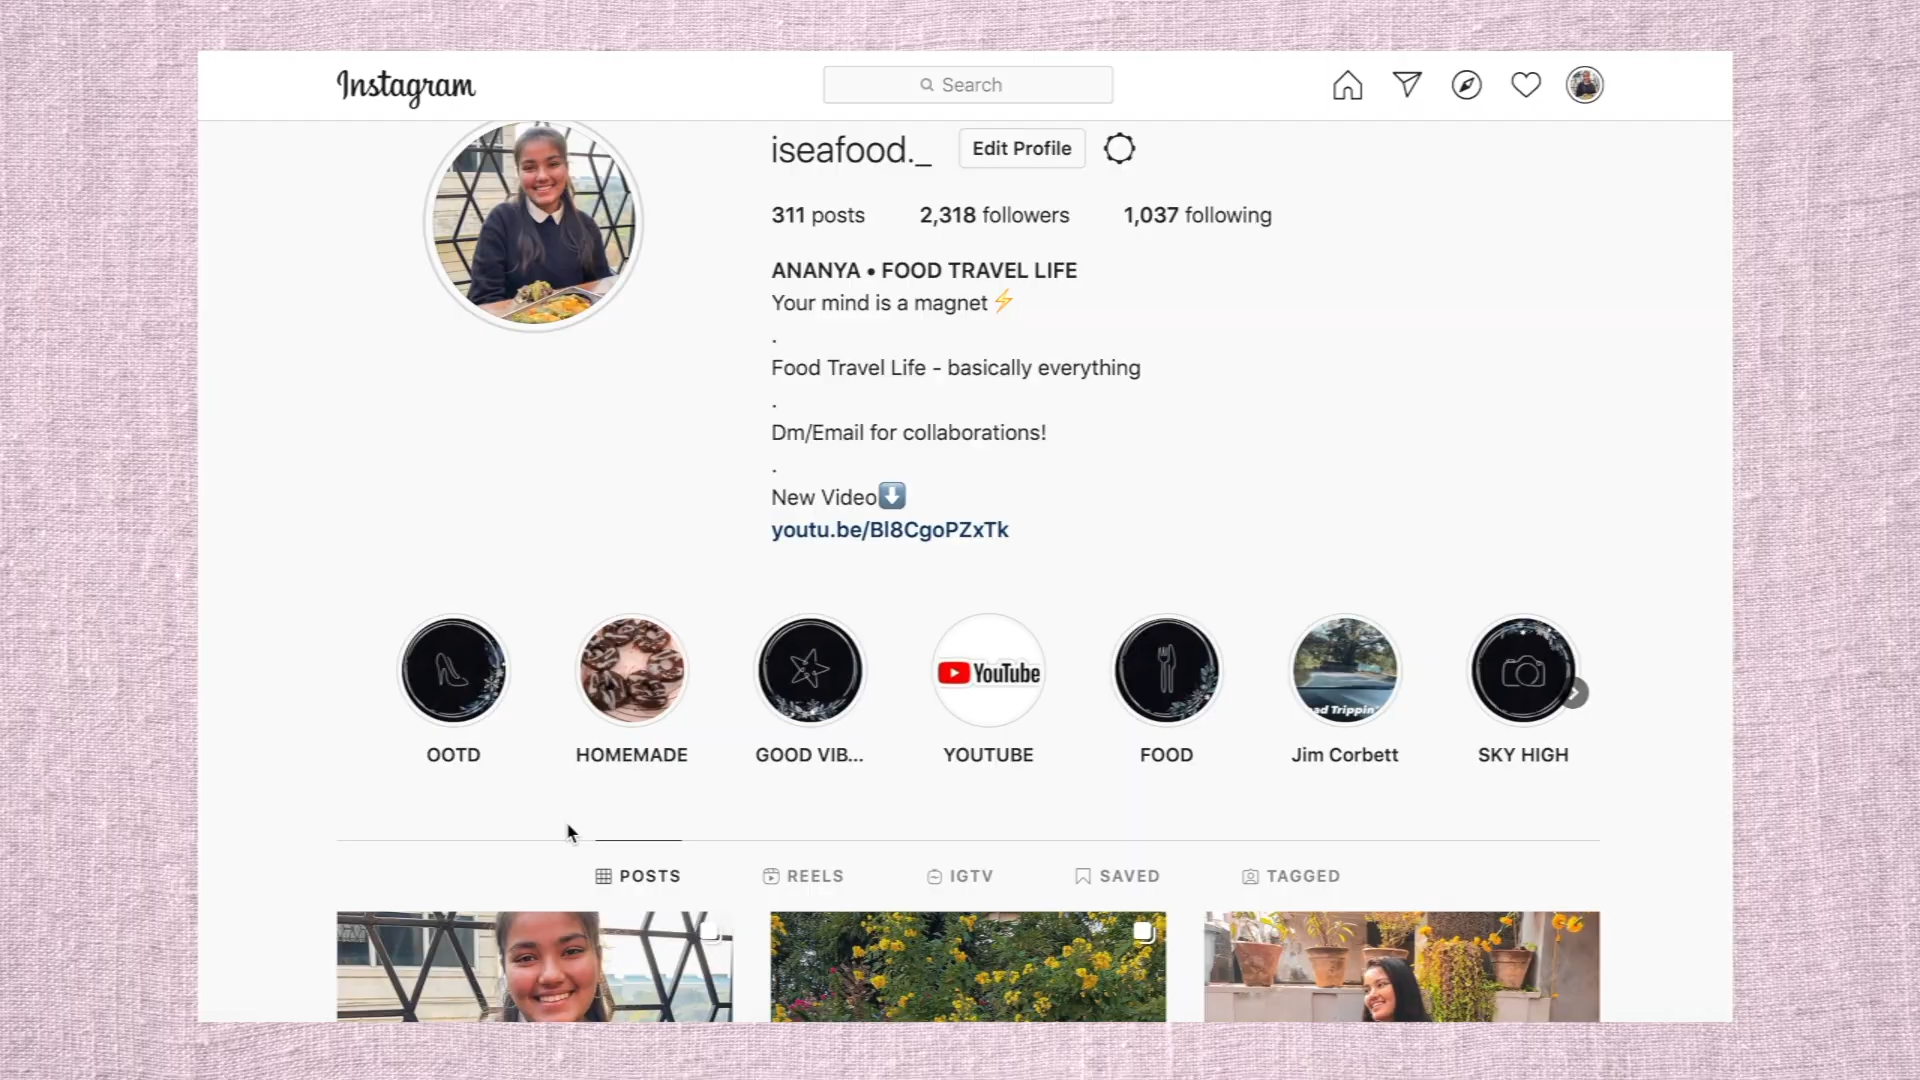 Instagram
Search
iseafood._
Edit Profile
311 posts
2,318 followers
1,037 following
ANANYA • FOOD TRAVEL LIFE
Your mind is a magnet ⚡
.
Food Travel Life - basically everything
.
Dm/Email for collaborations!
.
New Video⬇️
youtu.be/Bl8CgoPZxTk
YouTube
ad Trippin'
OOTD
HOMEMADE
GOOD VIB...
YOUTUBE
FOOD
Jim Corbett
SKY HIGH
POSTS
REELS
IGTV
SAVED
TAGGED